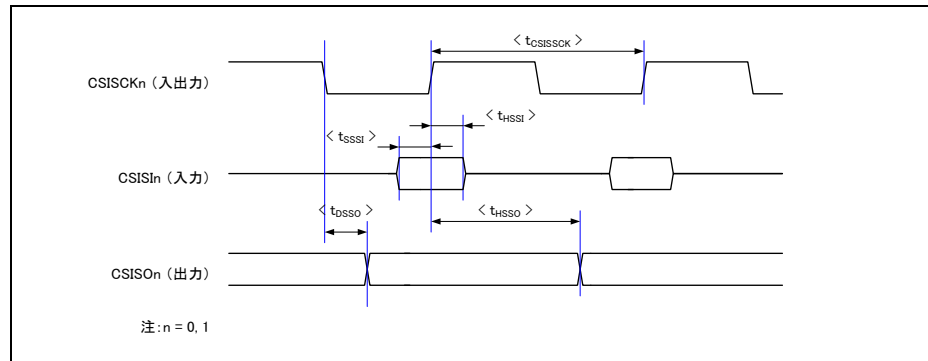 < tCSISSCK >
CSISCKn (入出力)
< tHSSI >
< tSSSI >
CSISIn (入力)
< tDSSO >
< tHSSO >
CSISOn (出力)
注:n = 0, 1